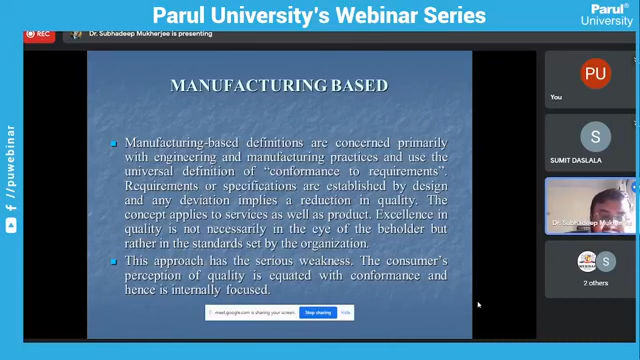 Parul University's Webinar Series
Parul®
University
REC
Dr. Subhadeep Mukherjee is presenting
MANUFACTURING BASED
Manufacturing-based definitions are concerned primarily
with engineering and manufacturing practices and use the
universal definition of “conformance to requirements”.
Requirements or specifications are established by design
and any deviation implies a reduction in quality. The
concept applies to services as well as product. Excellence in
quality is not necessarily in the eye of the beholder but
rather in the standards set by the organization.
This approach has the serious weakness. The consumer's
perception of quality is equated with conformance and
hence is internally focused.
meet.google.com is sharing your screen.
Stop sharing
Hide
PU
You
S
SUMIT DASLALA
Dr. Subhadeep Mukherjee
S
2 others
/puwebinar